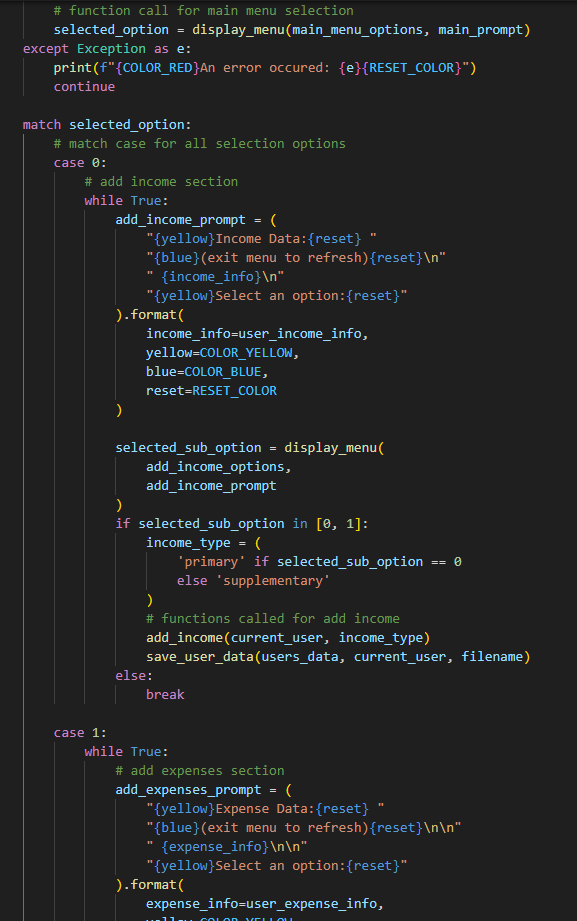 # function call for main menu selection
selected_option = display_menu(main_menu_options, main_prompt)
except Exception as e:
print(f"{COLOR_RED}An error occured: {e}{RESET_COLOR}")
continue
match selected_option:
# match case for all selection options
case 0:
# add income section
while True:
add_income_prompt = (
"{yellow}Income Data:{reset} "
"{blue}(exit menu to refresh){reset}\n"
" {income_info}\n"
"{yellow}Select an option:{reset}"
).format(
income_info=user_income_info,
yellow=COLOR_YELLOW,
blue=COLOR_BLUE,
reset=RESET_COLOR
)
selected_sub_option = display_menu(
add_income_options,
add_income_prompt
)
if selected_sub_option in [0, 1]:
income_type = (
'primary' if selected_sub_option == 0
else 'supplementary'
)
# functions called for add income
add_income(current_user, income_type)
save_user_data(users_data, current_user, filename)
else:
break
case 1:
while True:
# add expenses section
add_expenses_prompt = (
"{yellow}Expense Data:{reset} "
"{blue}(exit menu to refresh){reset}\n\n"
" {expense_info}\n\n"
"{yellow}Select an option:{reset}"
).format(
expense_info=user_expense_info,
yellow=COLOR_YELLOW